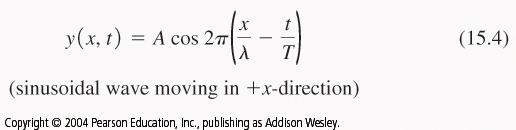 y(x, t) = A cos 2π(x/λ − t/T) (15.4)
(sinusoidal wave moving in +x-direction)
Copyright © 2004 Pearson Education, Inc., publishing as Addison Wesley.